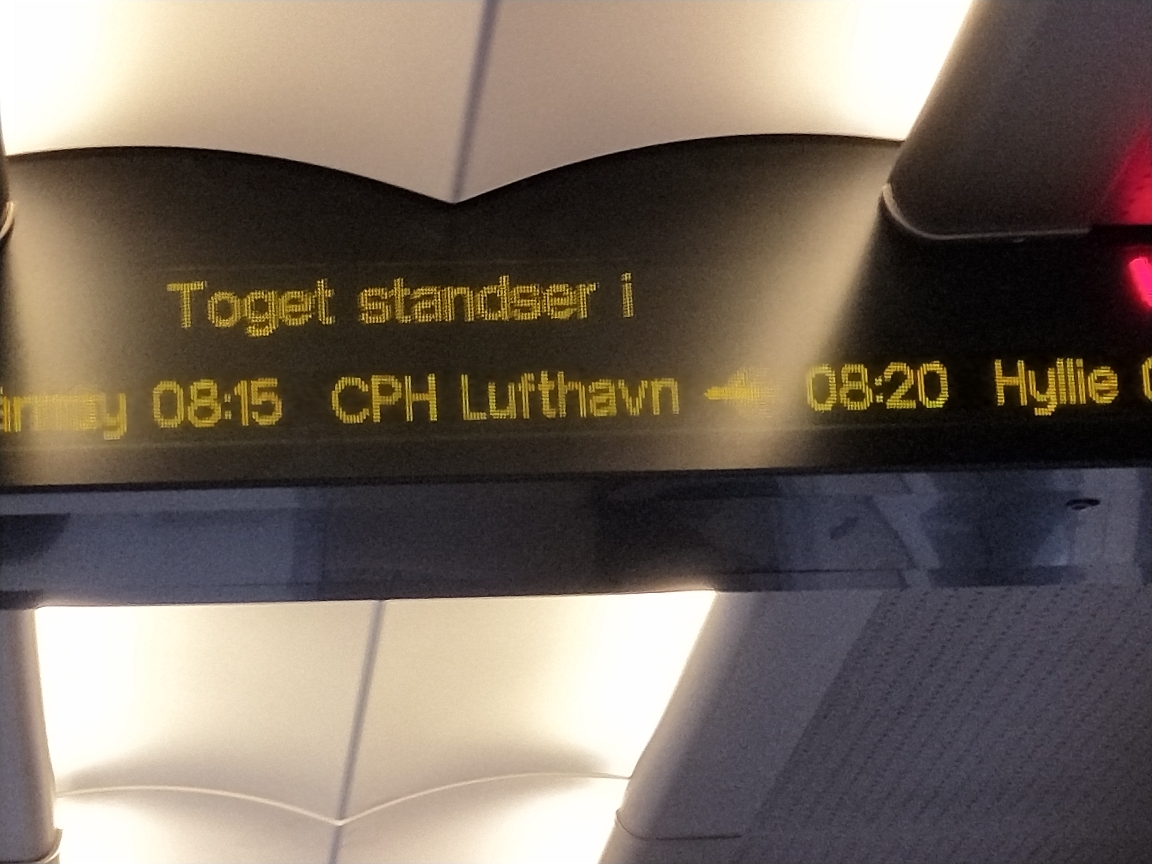 Toget standser i
08:15 CPH Lufthavn 08:20 Hyllie